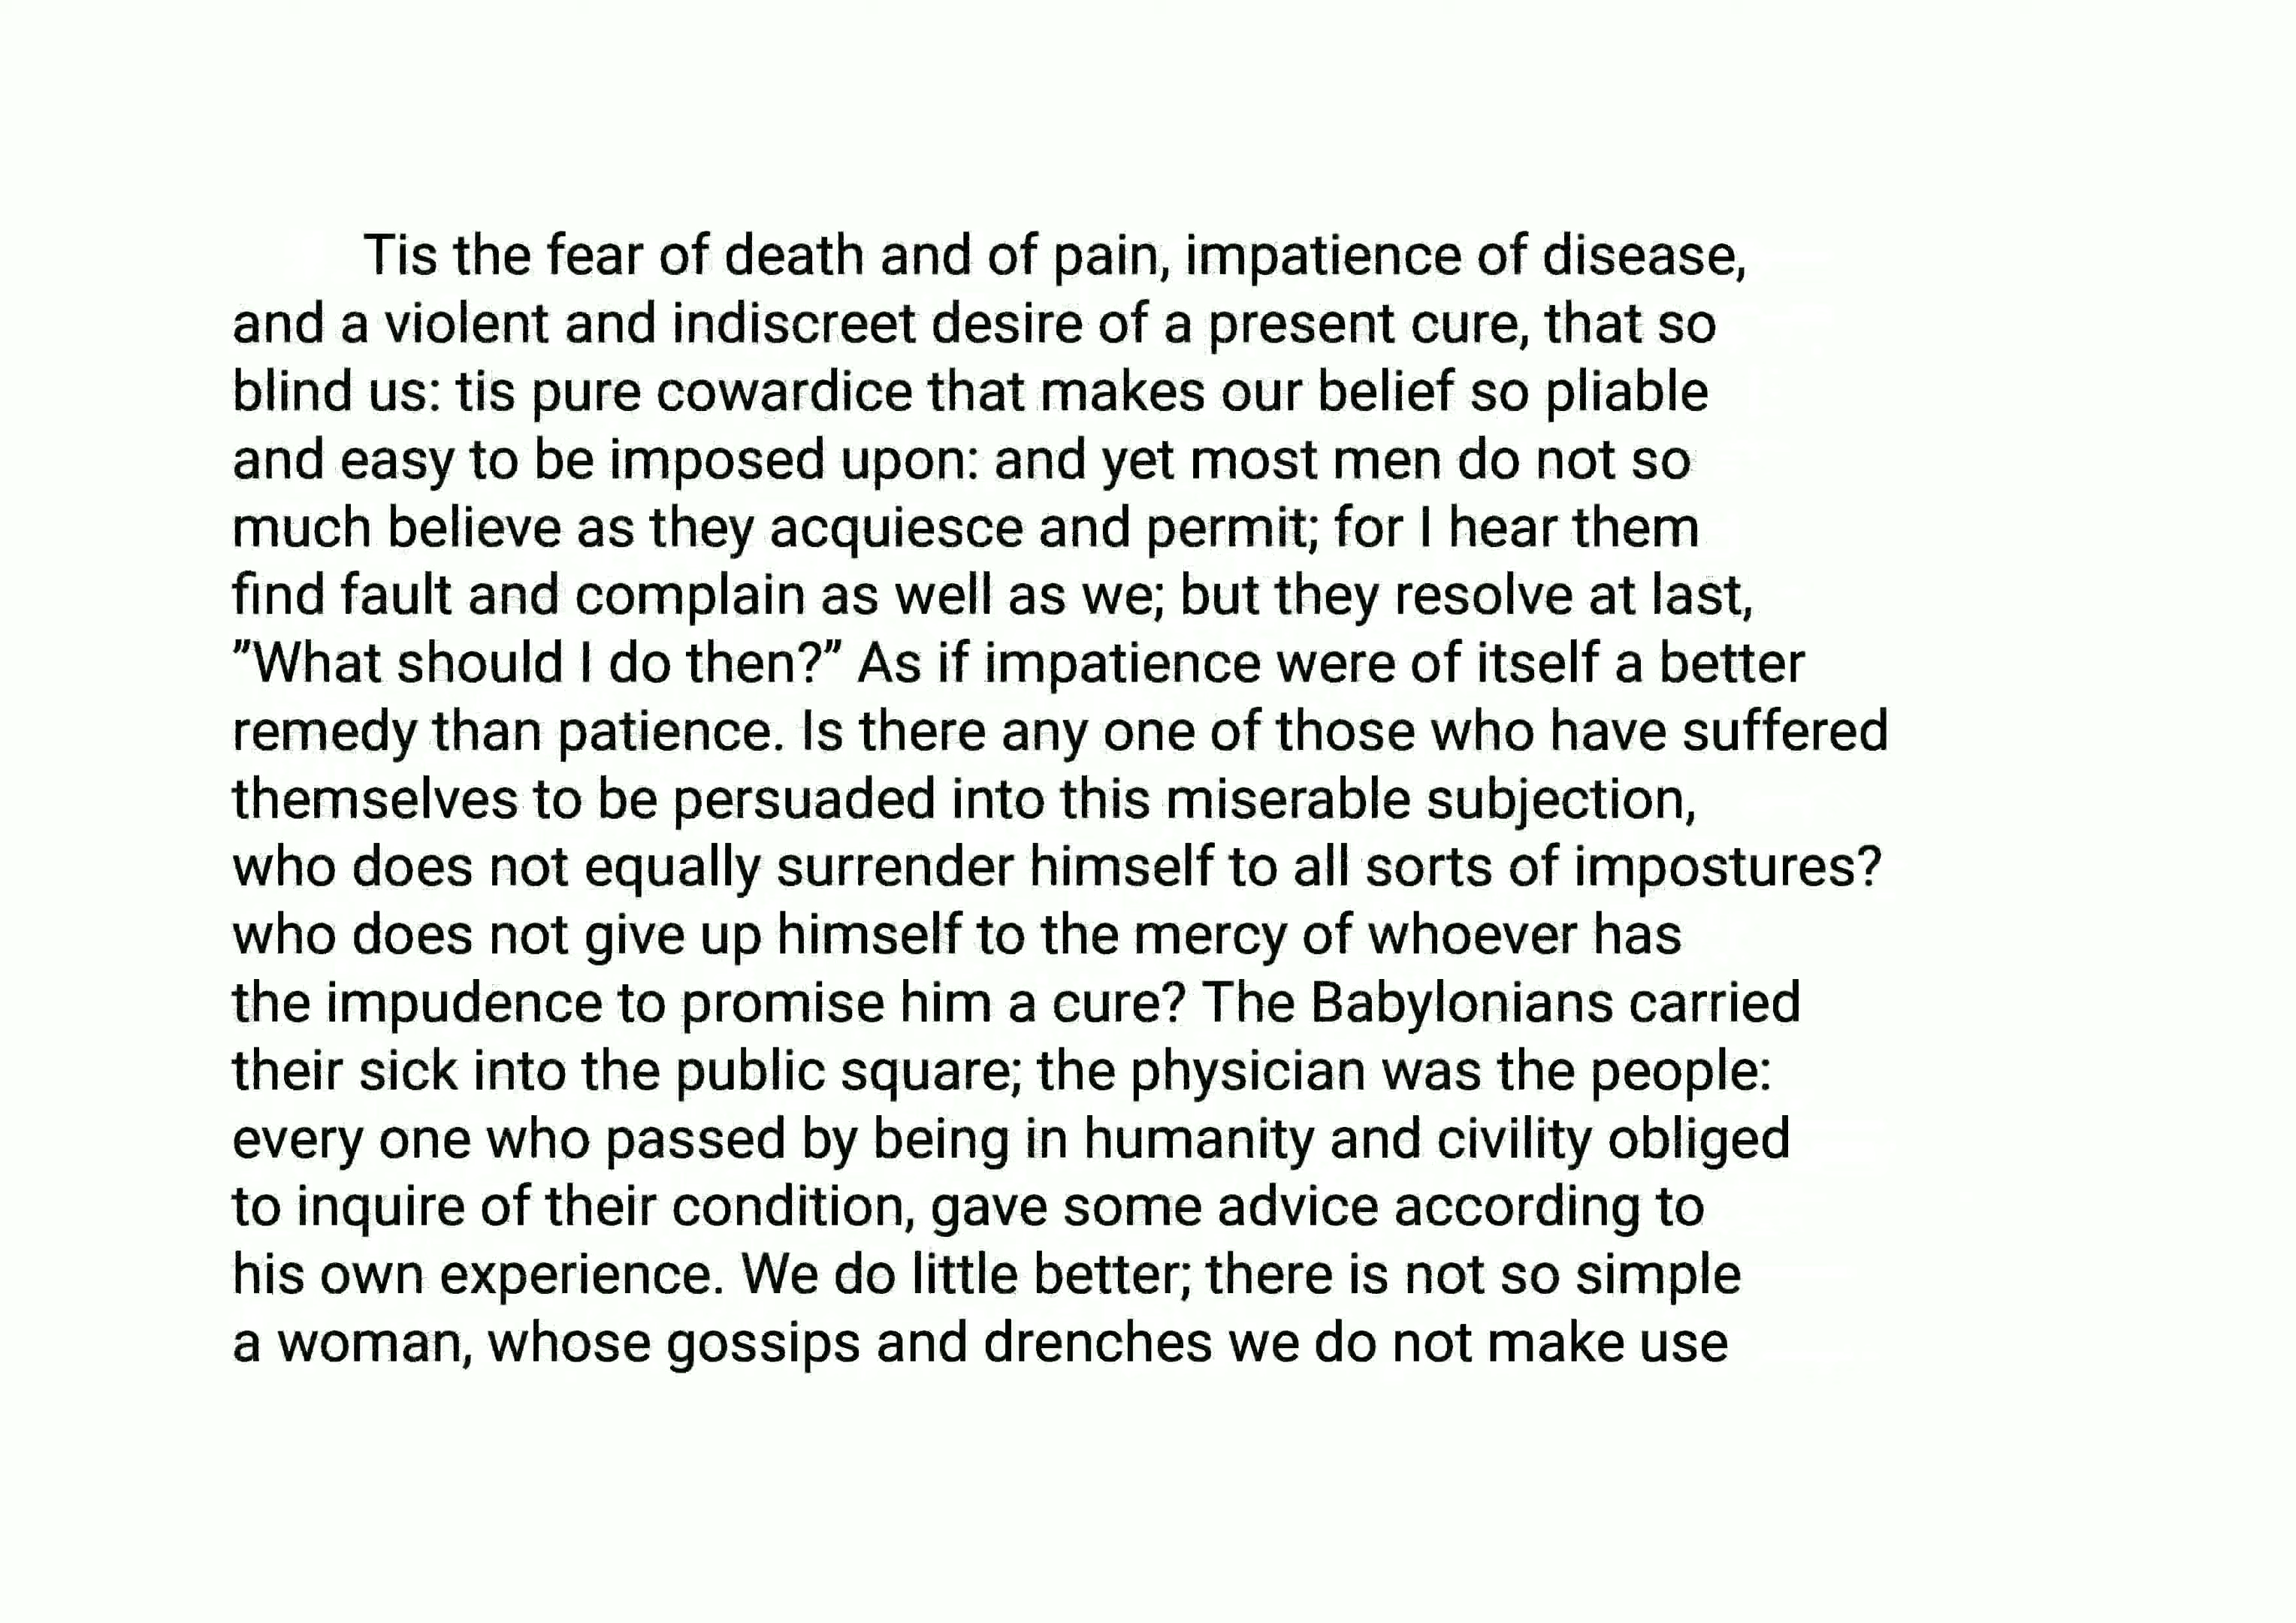 Tis the fear of death and of pain, impatience of disease,
and a violent and indiscreet desire of a present cure, that so
blind us: tis pure cowardice that makes our belief so pliable
and easy to be imposed upon: and yet most men do not so
much believe as they acquiesce and permit; for I hear them
find fault and complain as well as we; but they resolve at last,
”What should I do then?” As if impatience were of itself a better
remedy than patience. Is there any one of those who have suffered
themselves to be persuaded into this miserable subjection,
who does not equally surrender himself to all sorts of impostures?
who does not give up himself to the mercy of whoever has
the impudence to promise him a cure? The Babylonians carried
their sick into the public square; the physician was the people:
every one who passed by being in humanity and civility obliged
to inquire of their condition, gave some advice according to
his own experience. We do little better; there is not so simple
a woman, whose gossips and drenches we do not make use